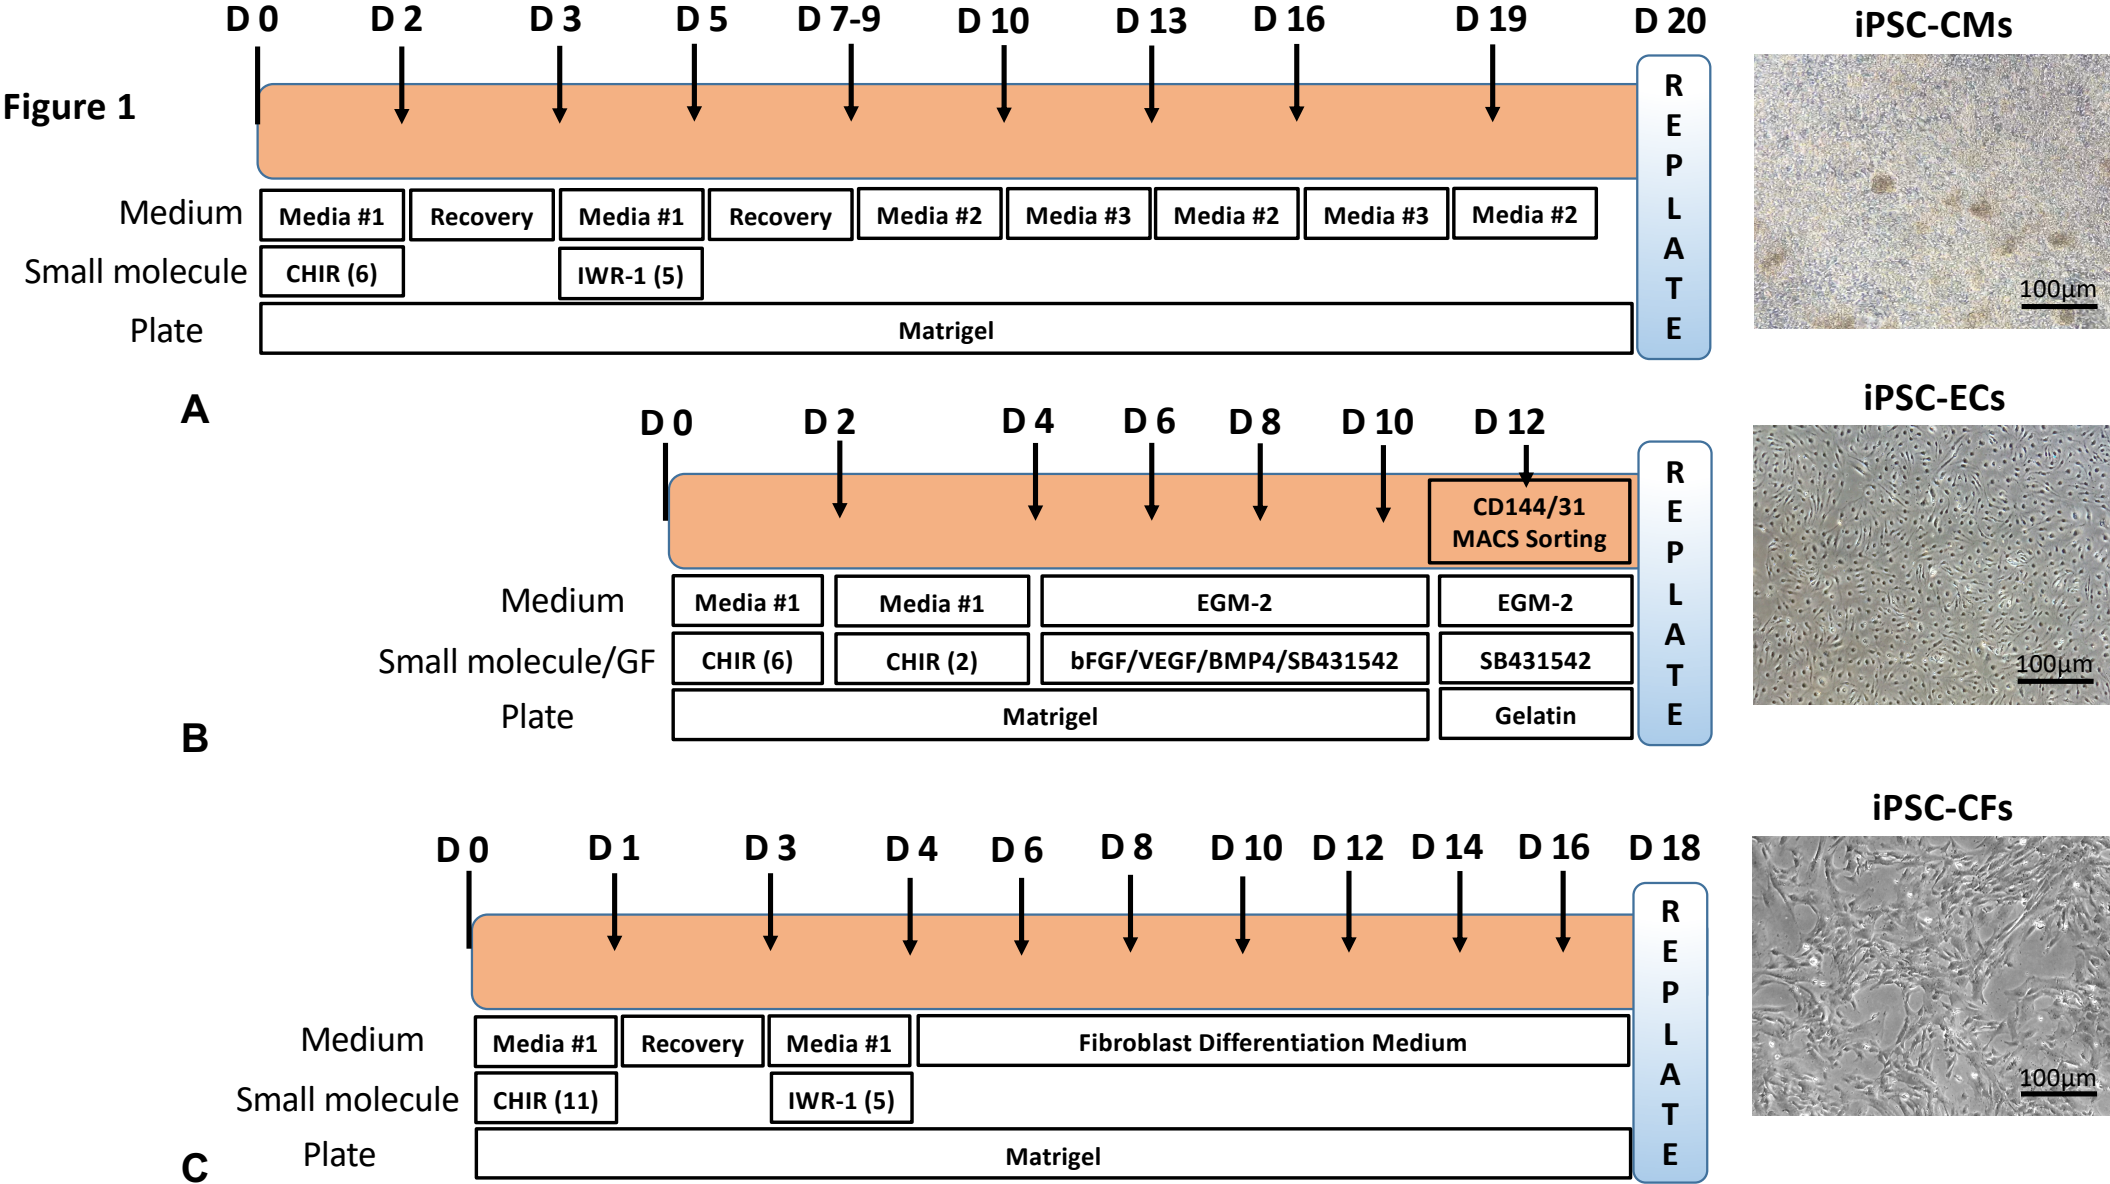 D 0 D 2 D 3 D 5 D 7-9 D 10 D 13 D 16 D 19 D 20 iPSC-CMs
Figure 1
REPLATE
Medium Media #1 Recovery Media #1 Recovery Media #2 Media #3 Media #2 Media #3 Media #2
Small molecule CHIR (6) IWR-1 (5)
100µm
Plate Matrigel
A
iPSC-ECs
D 0 D 2 D 4 D 6 D 8 D 10 D 12
CD144/31
MACS Sorting
REPLATE
Medium Media #1 Media #1 EGM-2 EGM-2
Small molecule/GF CHIR (6) CHIR (2) bFGF/VEGF/BMP4/SB431542 SB431542
100µm
Plate Matrigel Gelatin
B
iPSC-CFs
D 0 D 1 D 3 D 4 D 6 D 8 D 10 D 12 D 14 D 16 D 18
REPLATE
Medium Media #1 Recovery Media #1 Fibroblast Differentiation Medium
Small molecule CHIR (11) IWR-1 (5)
100µm
Plate Matrigel
C